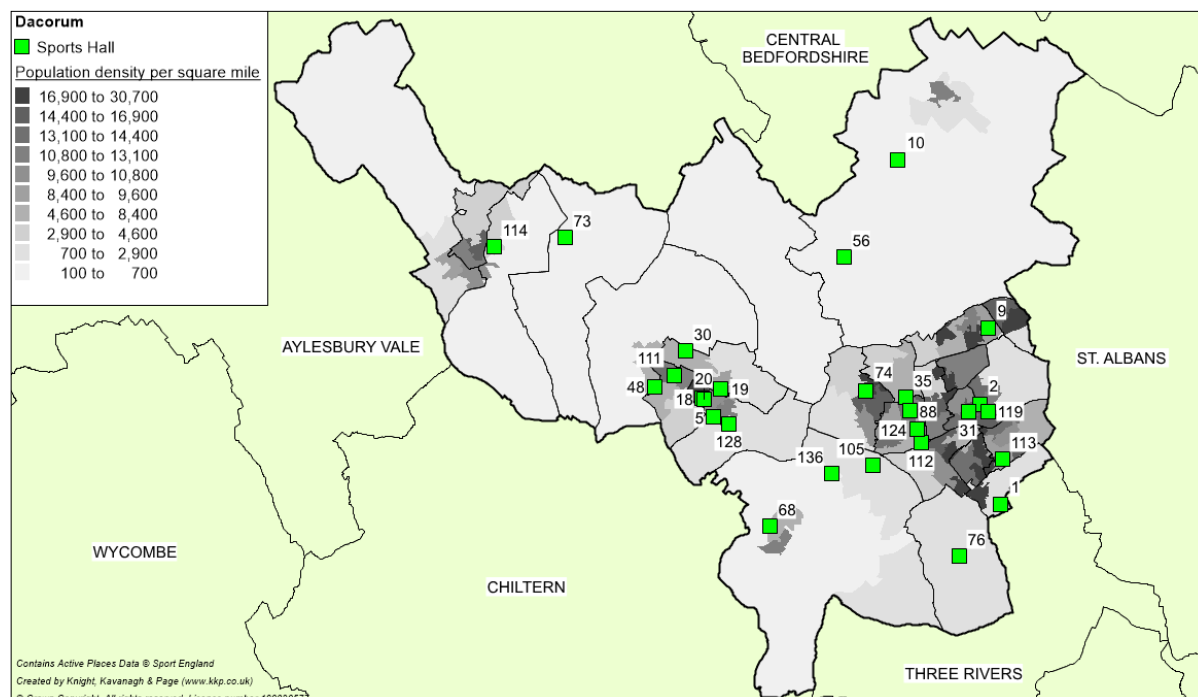 Dacorum
Sports Hall
Population density per square mile
16,900 to 30,700
14,400 to 16,900
13,100 to 14,400
10,800 to 13,100
9,600 to 10,800
8,400 to 9,600
4,600 to 8,400
2,900 to 4,600
700 to 2,900
100 to 700
CENTRAL
BEDFORDSHIRE
10
73
114
56
9
AYLESBURY VALE
30
ST. ALBANS
111
48
20
19
18
5
128
74
35
2
88
119
31
124
112
113
105
136
1
68
76
WYCOMBE
CHILTERN
THREE RIVERS
Contains Active Places Data © Sport England
Created by Knight, Kavanagh & Page (www.kkp.co.uk)